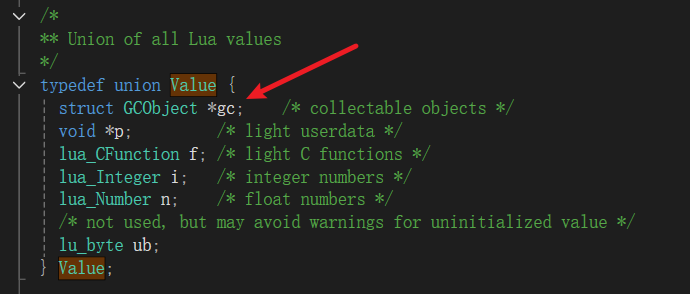 /*
** Union of all Lua values
*/
typedef union Value {
struct GCObject *gc; /* collectable objects */
void *p; /* light userdata */
lua_CFunction f; /* light C functions */
lua_Integer i; /* integer numbers */
lua_Number n; /* float numbers */
/* not used, but may avoid warnings for uninitialized value */
lu_byte ub;
} Value;